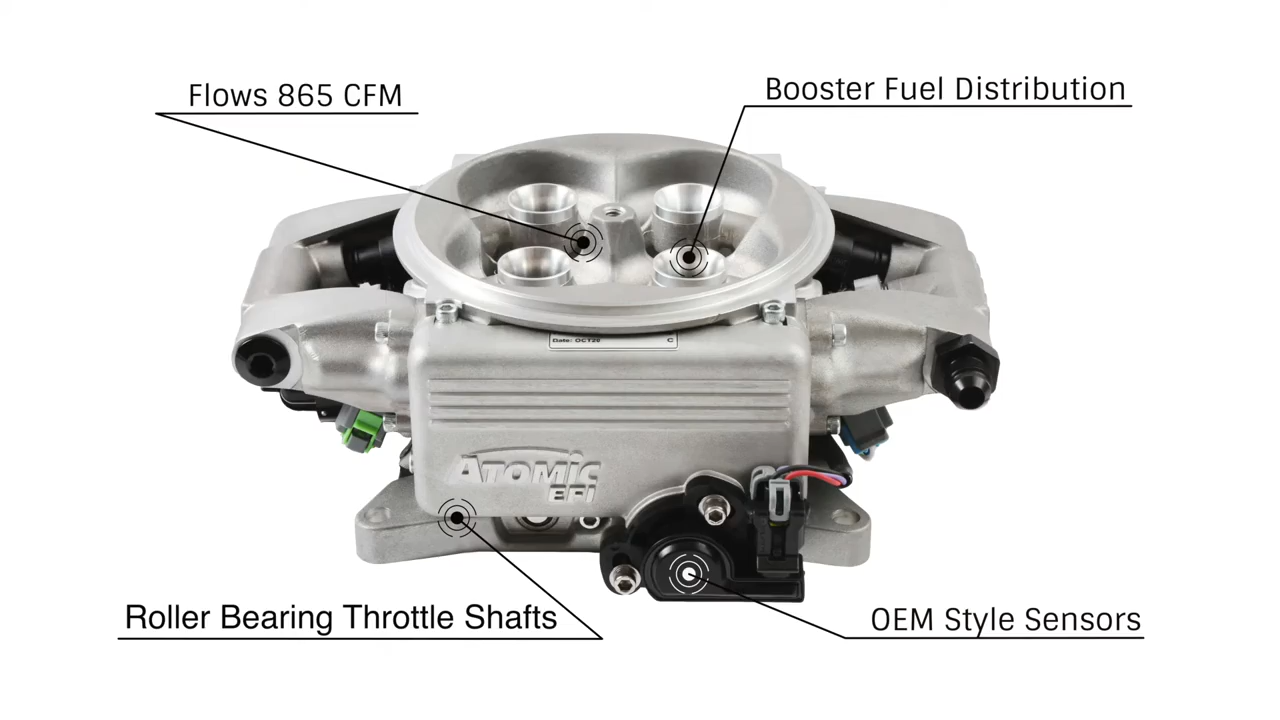 Flows 865 CFM
Booster Fuel Distribution
Date: OCT20 C
ATOMIC
EFI
Roller Bearing Throttle Shafts
OEM Style Sensors